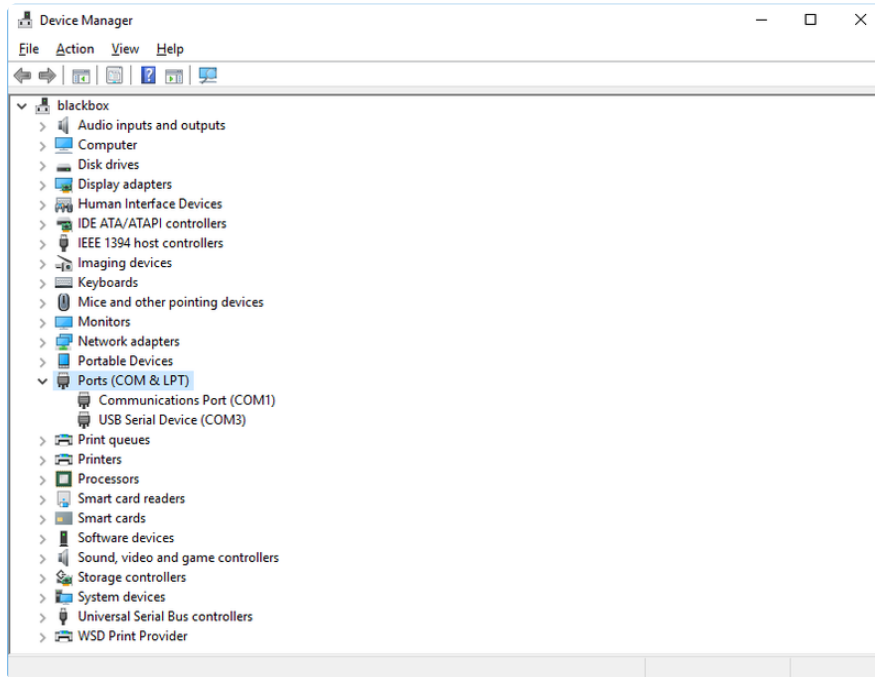 Device Manager
File Action View Help
blackbox
Audio inputs and outputs
Computer
Disk drives
Display adapters
Human Interface Devices
IDE ATA/ATAPI controllers
IEEE 1394 host controllers
Imaging devices
Keyboards
Mice and other pointing devices
Monitors
Network adapters
Portable Devices
Ports (COM & LPT)
Communications Port (COM1)
USB Serial Device (COM3)
Print queues
Printers
Processors
Smart card readers
Smart cards
Software devices
Sound, video and game controllers
Storage controllers
System devices
Universal Serial Bus controllers
WSD Print Provider